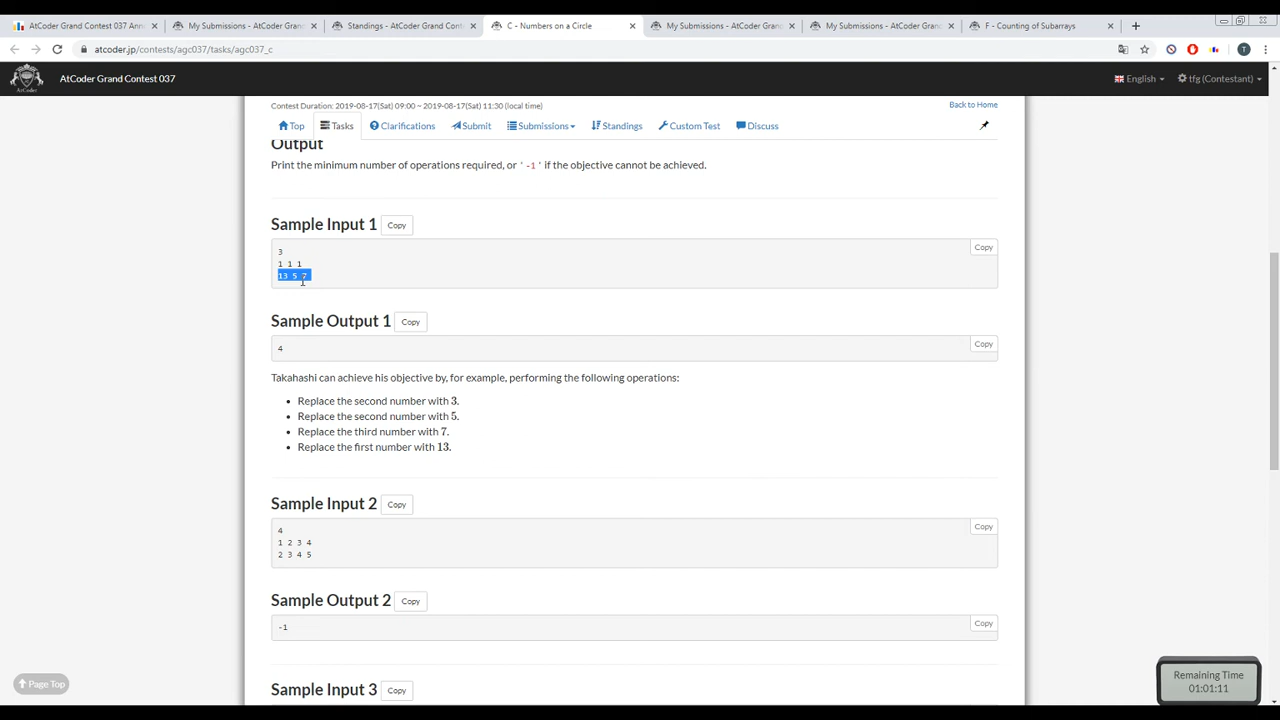 AtCoder Grand Contest 037 Ann
My Submissions - AtCoder Gran
Standings - AtCoder Grand Cont
C - Numbers on a Circle
My Submissions - AtCoder Gran
My Submissions - AtCoder Gran
F - Counting of Subarrays
atcoder.jp/contests/agc037/tasks/agc037_c
AtCoder Grand Contest 037
English
tfg (Contestant)
Contest Duration: 2019-08-17(Sat) 09:00 ~ 2019-08-17(Sat) 11:30 (local time)
Back to Home
Top
Tasks
Clarifications
Submit
Submissions
Standings
Custom Test
Discuss
Output
Print the minimum number of operations required, or '-1' if the objective cannot be achieved.
Sample Input 1
Copy
Copy
3
1 1 1
13 5 7
Sample Output 1
Copy
Copy
4
Takahashi can achieve his objective by, for example, performing the following operations:
Replace the second number with 3.
Replace the second number with 5.
Replace the third number with 7.
Replace the first number with 13.
Sample Input 2
Copy
Copy
4
1 2 3 4
2 3 4 5
Sample Output 2
Copy
Copy
-1
Page Top
Sample Input 3
Copy
Remaining Time
01:01:11